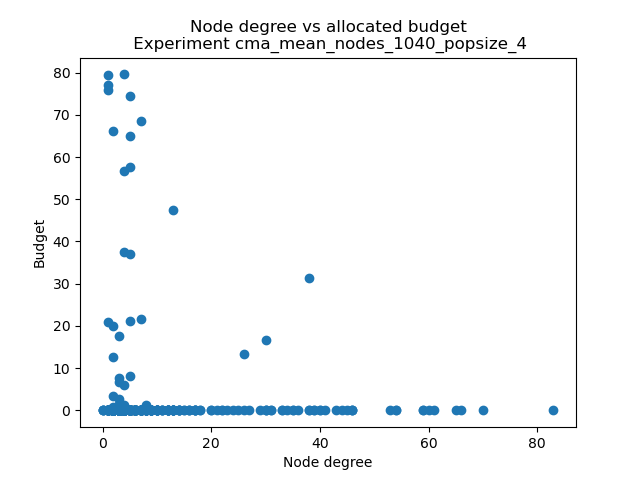 Node degree vs allocated budget
Experiment cma_mean_nodes_1040_popsize_4
80
70
60
50
40
30
20
10
0
Budget
0 20 40 60 80
Node degree